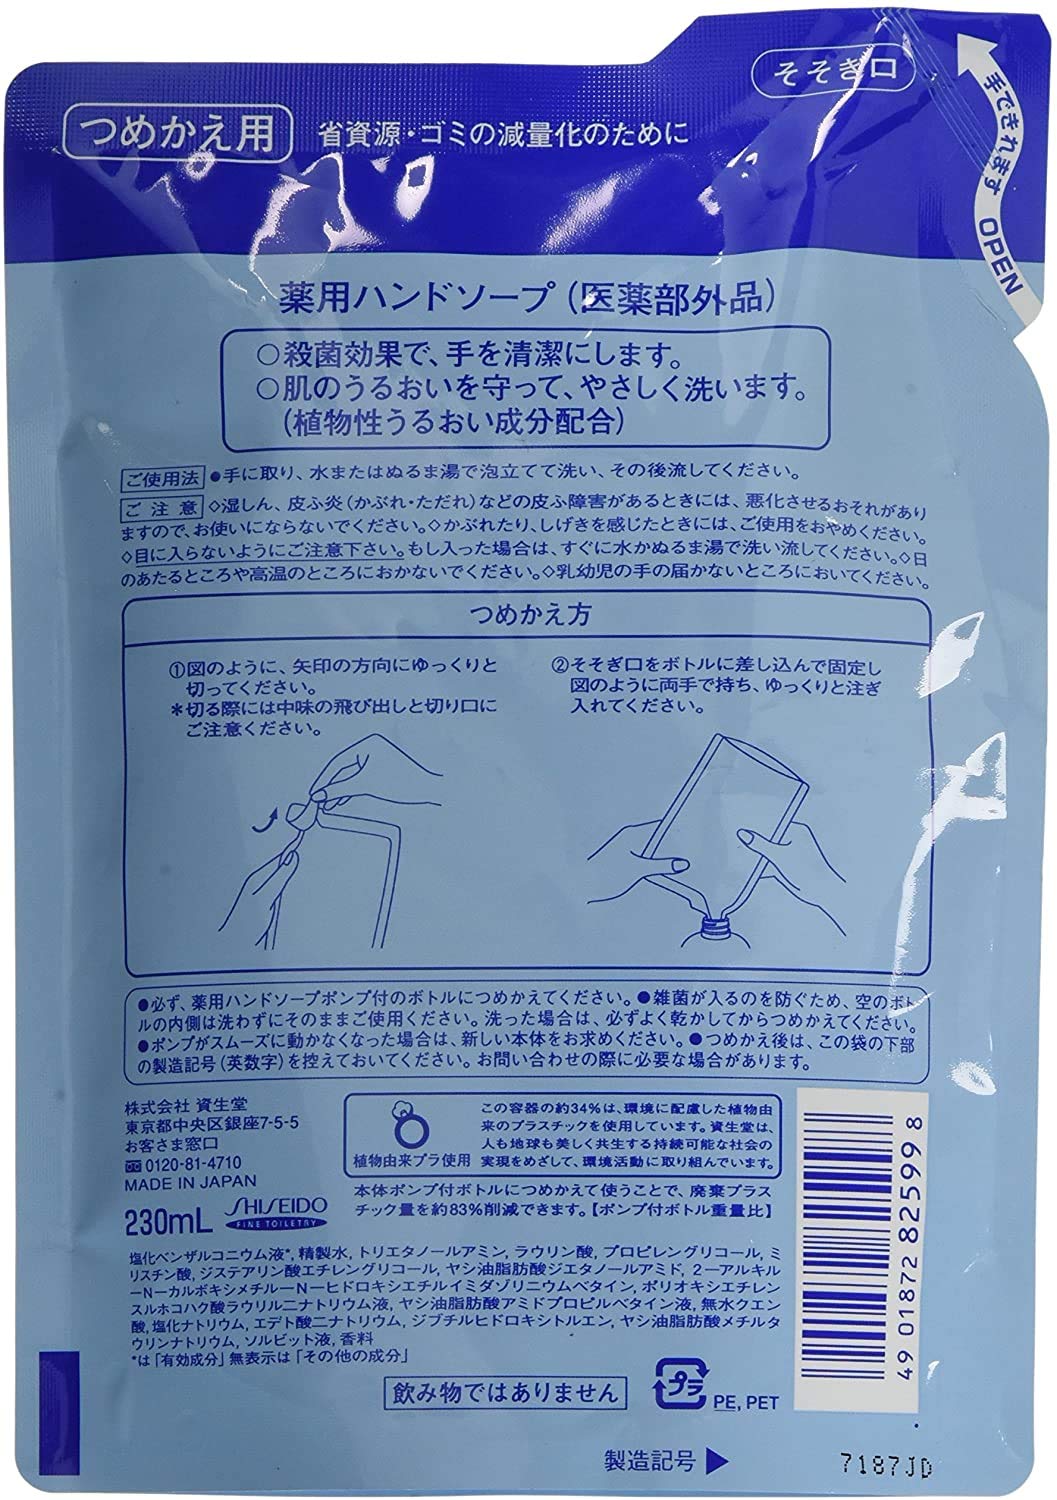 そそぎ口
手できれます OPEN
つめかえ用 省資源・ゴミの減量化のために
薬用ハンドソープ(医薬部外品)
○殺菌効果で、手を清潔にします。
○肌のうるおいを守って、やさしく洗います。
(植物性うるおい成分配合)
ご使用法 ●手に取り、水またはぬるま湯で泡立てて洗い、その後流してください。
ご注意 ◇湿しん、皮ふ炎(かぶれ・ただれ)などの皮ふ障害があるときには、悪化させるおそれがあり
ますので、お使いにならないでください。◇かぶれたり、しげきを感じたときには、ご使用をおやめください。
◇目に入らないようにご注意下さい。もし入った場合は、すぐに水かぬるま湯で洗い流してください。◇日
のあたるところや高温のところにおかないでください。◇乳幼児の手の届かないところにおいてください。
つめかえ方
①図のように、矢印の方向にゆっくりと
切ってください。
*切る際には中味の飛び出しと切り口に
ご注意ください。
②そそぎ口をボトルに差し込んで固定し
図のように両手で持ち、ゆっくりと注ぎ
入れてください。
●必ず、薬用ハンドソープポンプ付のボトルにつめかえてください。●雑菌が入るのを防ぐため、空のボト
ルの内側は洗わずにそのままご使用ください。洗った場合は、必ずよく乾かしてからつめかえてください。
●ポンプがスムーズに動かなくなった場合は、新しい本体をお求めください。●つめかえ後は、この袋の下部
の製造記号(英数字)を控えておいてください。お問い合わせの際に必要な場合があります。
株式会社 資生堂
東京都中央区銀座7-5-5
お客さま窓口
0120-81-4710
MADE IN JAPAN
230mL SHISEIDO
FINE TOILETRY
植物由来プラ使用
この容器の約34%は、環境に配慮した植物由
来のプラスチックを使用しています。資生堂は、
人も地球も美しく共生する持続可能な社会の
実現をめざして、環境活動に取り組んでいます。
本体ポンプ付ボトルにつめかえて使うことで、廃棄プラス
チック量を約83%削減できます。【ポンプ付ボトル重量比】
塩化ベンザルコニウム液*, 精製水, トリエタノールアミン, ラウリン酸, プロピレングリコール, ミ
リスチン酸, ジステアリン酸エチレングリコール, ヤシ油脂肪酸ジエタノールアミド, 2ーアルキル
ーNーカルボキシメチルーNーヒドロキシエチルイミダゾリニウムベタイン, ポリオキシエチレン
スルホコハク酸ラウリル二ナトリウム液, ヤシ油脂肪酸アミドプロピルベタイン液, 無水クエン
酸, 塩化ナトリウム, エデト酸二ナトリウム, ジブチルヒドロキシトルエン, ヤシ油脂肪酸メチルタ
ウリンナトリウム, ソルビット液, 香料
*は「有効成分」無表示は「その他の成分」
飲み物ではありません
プラ PE, PET
4 901872 825998
製造記号▶ 7187JD